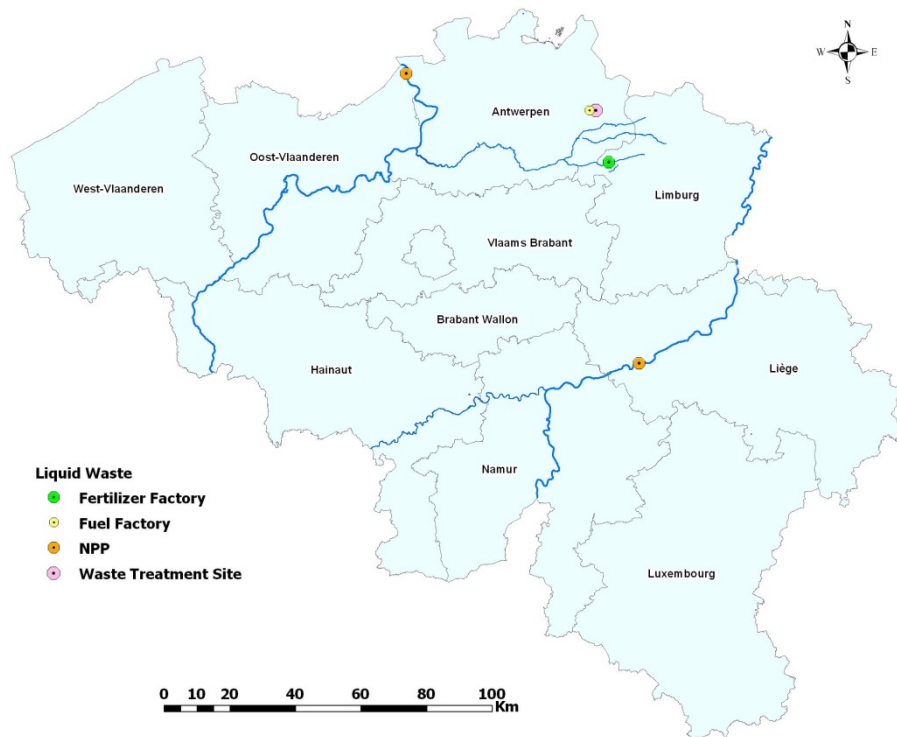 N
W E
S
Antwerpen
Oost-Vlaanderen
West-Vlaanderen
Limburg
Vlaams Brabant
Brabant Wallon
Hainaut
Liège
Namur
Luxembourg
Liquid Waste
Fertilizer Factory
Fuel Factory
NPP
Waste Treatment Site
0 10 20 40 60 80 100
Km